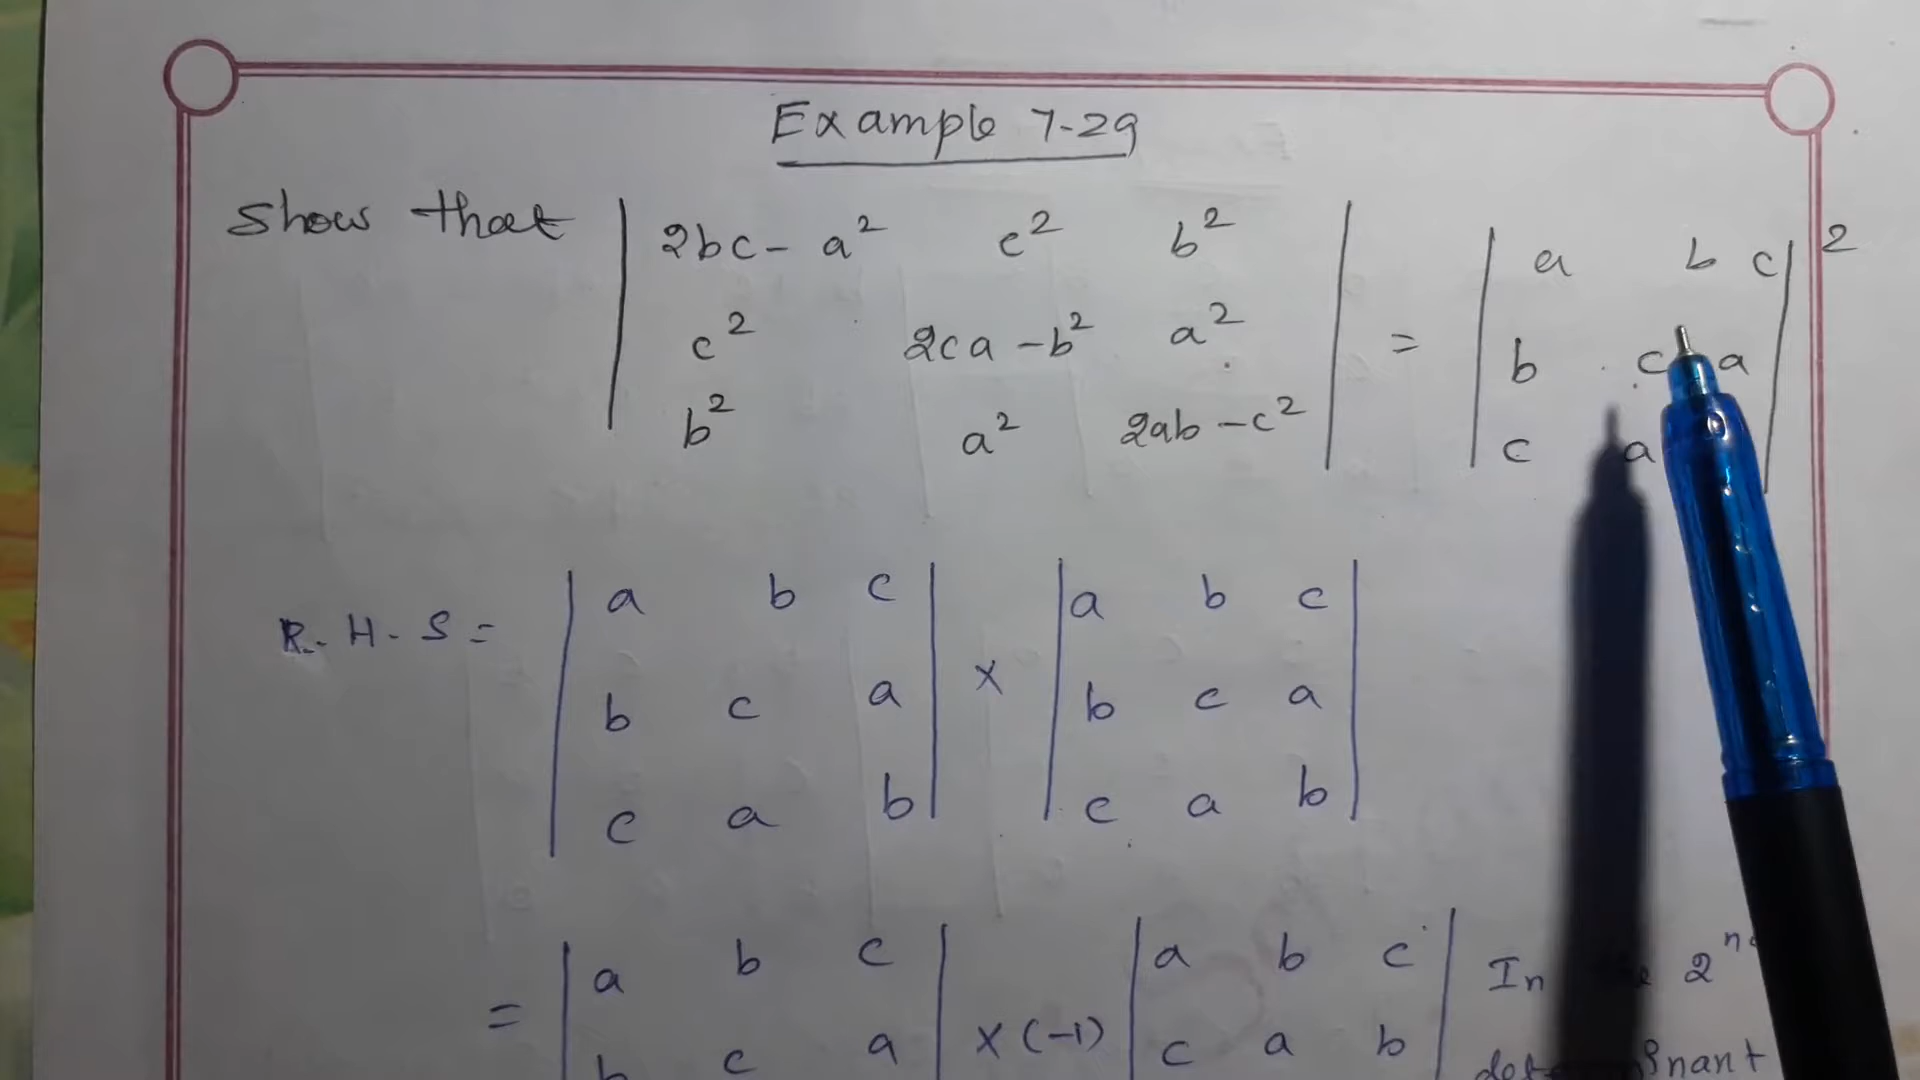 Example 7-29
Show that | 2bc - a² c² b² | = | a b c |²
| c² 2ca - b² a² | | b c a |
| b² a² 2ab - c² | | c a
R.H.S = | a b c | × | a b c |
| b c a | | b c a |
| c a b | | c a b |
= | a b c | × (-1) | a b c | In 2
| b c a | | c a b |